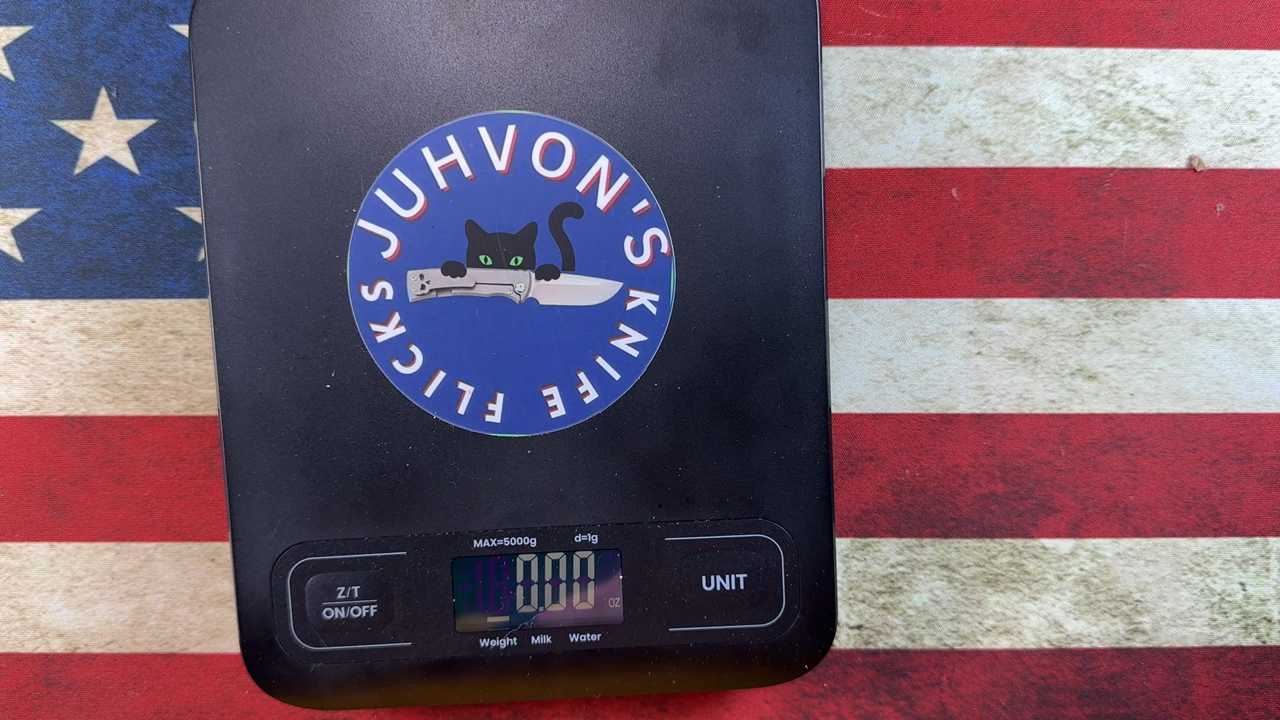 JUHVON'S
KNIFE FLICKS
MAX=5000g d=1g
0.00 OZ
Z/T
ON/OFF
UNIT
Weight Milk Water